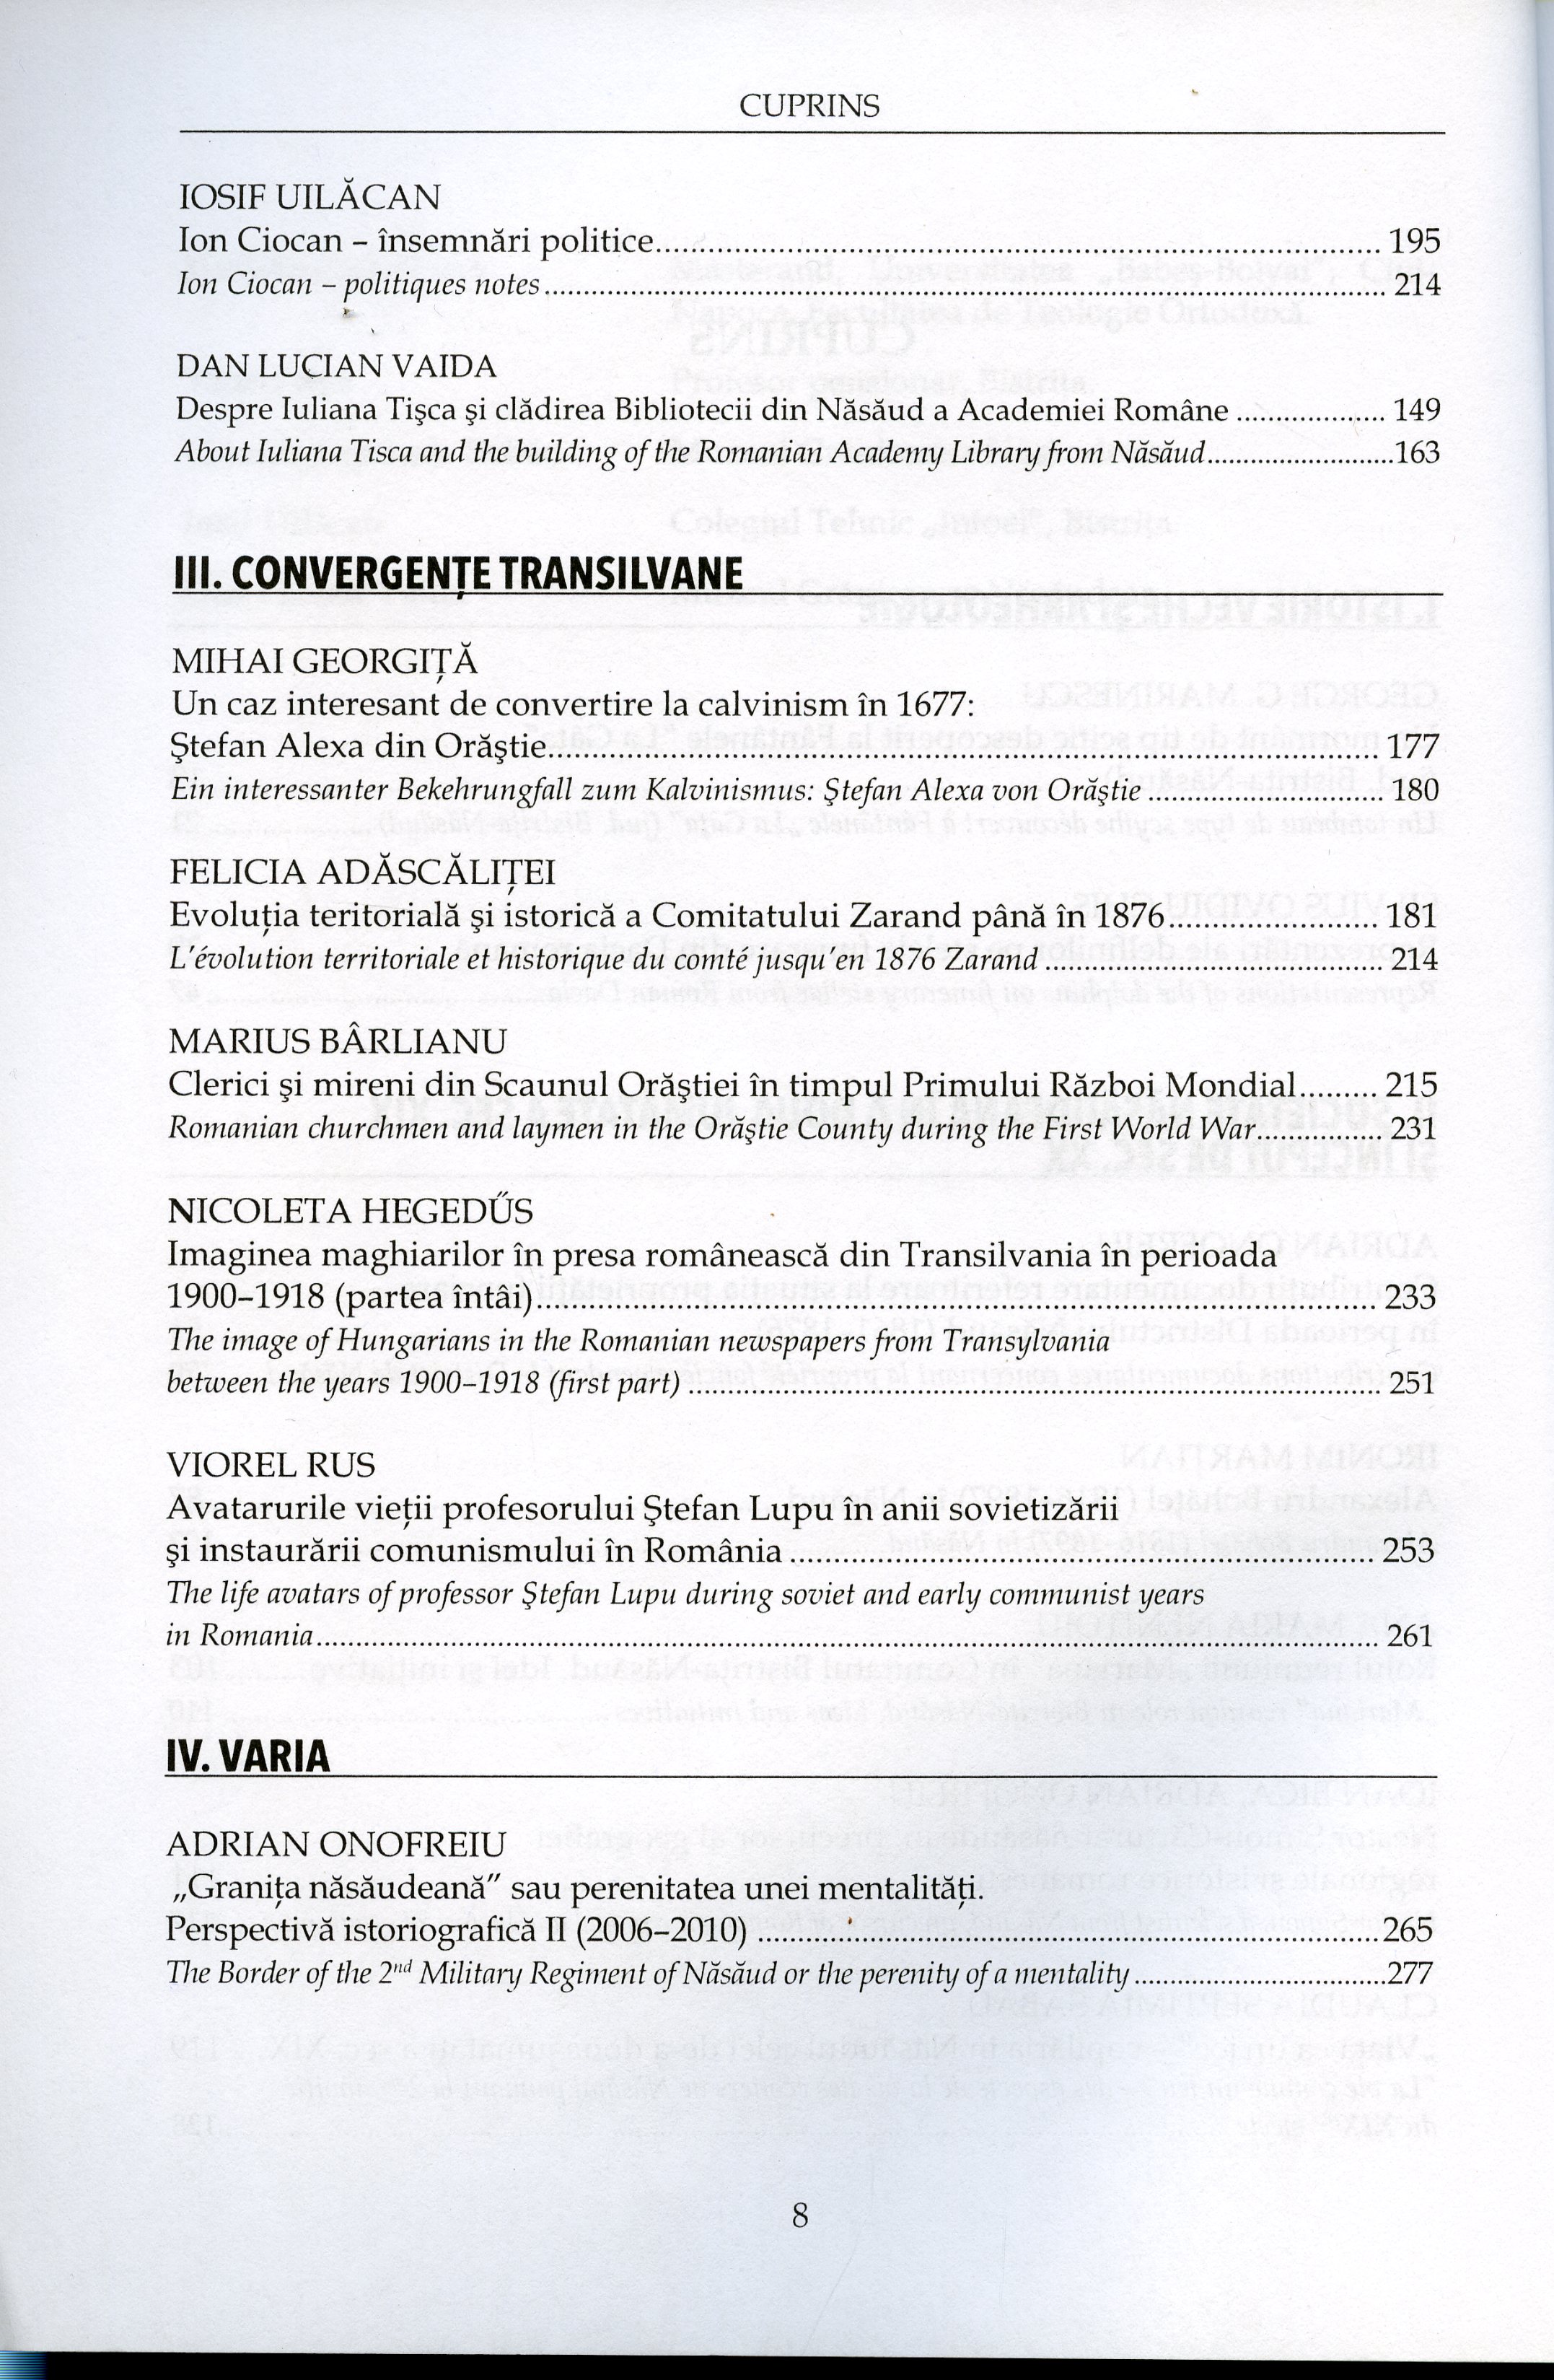 CUPRINS
IOSIF UILĂCAN
Ion Ciocan – însemnări politice.......... 195
Ion Ciocan – politiques notes.......... 214
DAN LUCIAN VAIDA
Despre Iuliana Tişca şi clădirea Bibliotecii din Năsăud a Academiei Române .......... 149
About Iuliana Tisca and the building of the Romanian Academy Library from Năsăud..........163
III. CONVERGENŢE TRANSILVANE
MIHAI GEORGIŢĂ
Un caz interesant de convertire la calvinism în 1677:
Ştefan Alexa din Orăştie.......... 177
Ein interessanter Bekehrungfall zum Kalvinismus: Ştefan Alexa von Orăştie .......... 180
FELICIA ADĂSCĂLIŢEI
Evoluţia teritorială şi istorică a Comitatului Zarand până în 1876.......... 181
L'évolution territoriale et historique du comté jusqu'en 1876 Zarand .......... 214
MARIUS BÂRLIANU
Clerici şi mireni din Scaunul Orăştiei în timpul Primului Război Mondial.......... 215
Romanian churchmen and laymen in the Orăştie County during the First World War.......... 231
NICOLETA HEGEDŰS
Imaginea maghiarilor în presa românească din Transilvania în perioada
1900–1918 (partea întâi).......... 233
The image of Hungarians in the Romanian newspapers from Transylvania
between the years 1900–1918 (first part) .......... 251
VIOREL RUS
Avatarurile vieţii profesorului Ştefan Lupu în anii sovietizării
şi instaurării comunismului în România .......... 253
The life avatars of professor Ştefan Lupu during soviet and early communist years
in Romania.......... 261
IV. VARIA
ADRIAN ONOFREIU
„Graniţa năsăudeană” sau perenitatea unei mentalităţi.
Perspectivă istoriografică II (2006–2010) ..........265
The Border of the 2nd Military Regiment of Năsăud or the perenity of a mentality ..........277
8